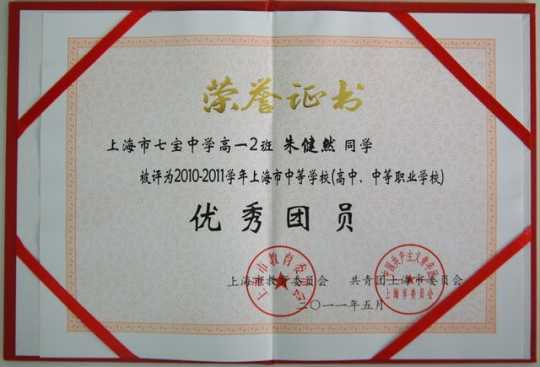 荣誉证书
上海市七宝中学高一2班 朱健然 同学
被评为2010-2011学年上海市中等学校(高中、中等职业学校)
优秀团员
上海市教育委员会 共青团上海市委员会
二〇一一年五月